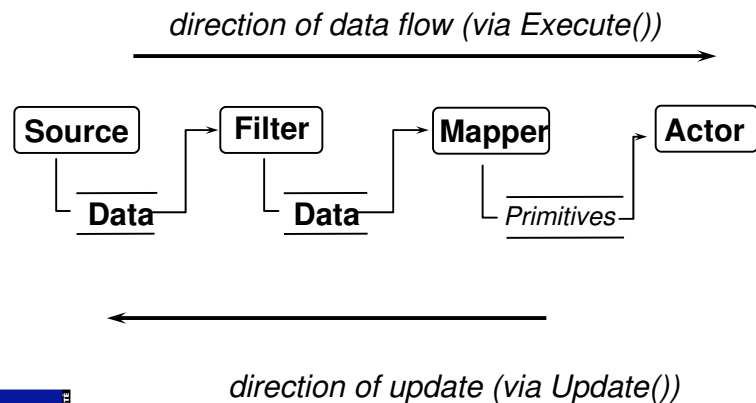 direction of data flow (via Execute())
Source Filter Mapper Actor
Data Data Primitives
direction of update (via Update())